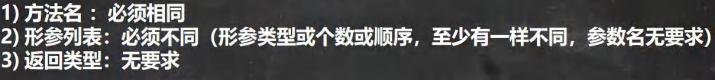 1) 方法名： 必须相同
2) 形参列表：必须不同（形参类型或个数或顺序，至少有一样不同，参数名无要求）
3) 返回类型：无要求